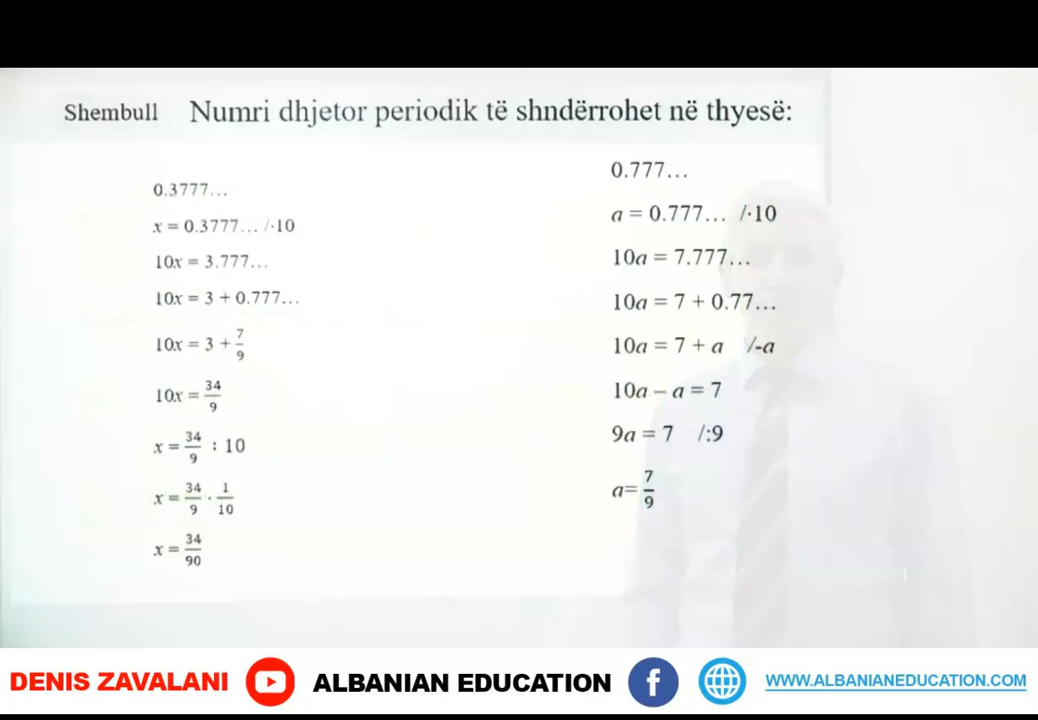 Shembull Numri dhjetor periodik të shndërrohet në thyesë:
0.3777...
x = 0.3777... /·10
10x = 3.777...
10x = 3 + 0.777...
10x = 3 + 7/9
10x = 34/9
x = 34/9 : 10
x = 34/9 · 1/10
x = 34/90
0.777...
a = 0.777... /·10
10a = 7.777...
10a = 7 + 0.77...
10a = 7 + a /-a
10a − a = 7
9a = 7 /:9
a= 7/9
DENIS ZAVALANI ALBANIAN EDUCATION f WWW.ALBANIANEDUCATION.COM